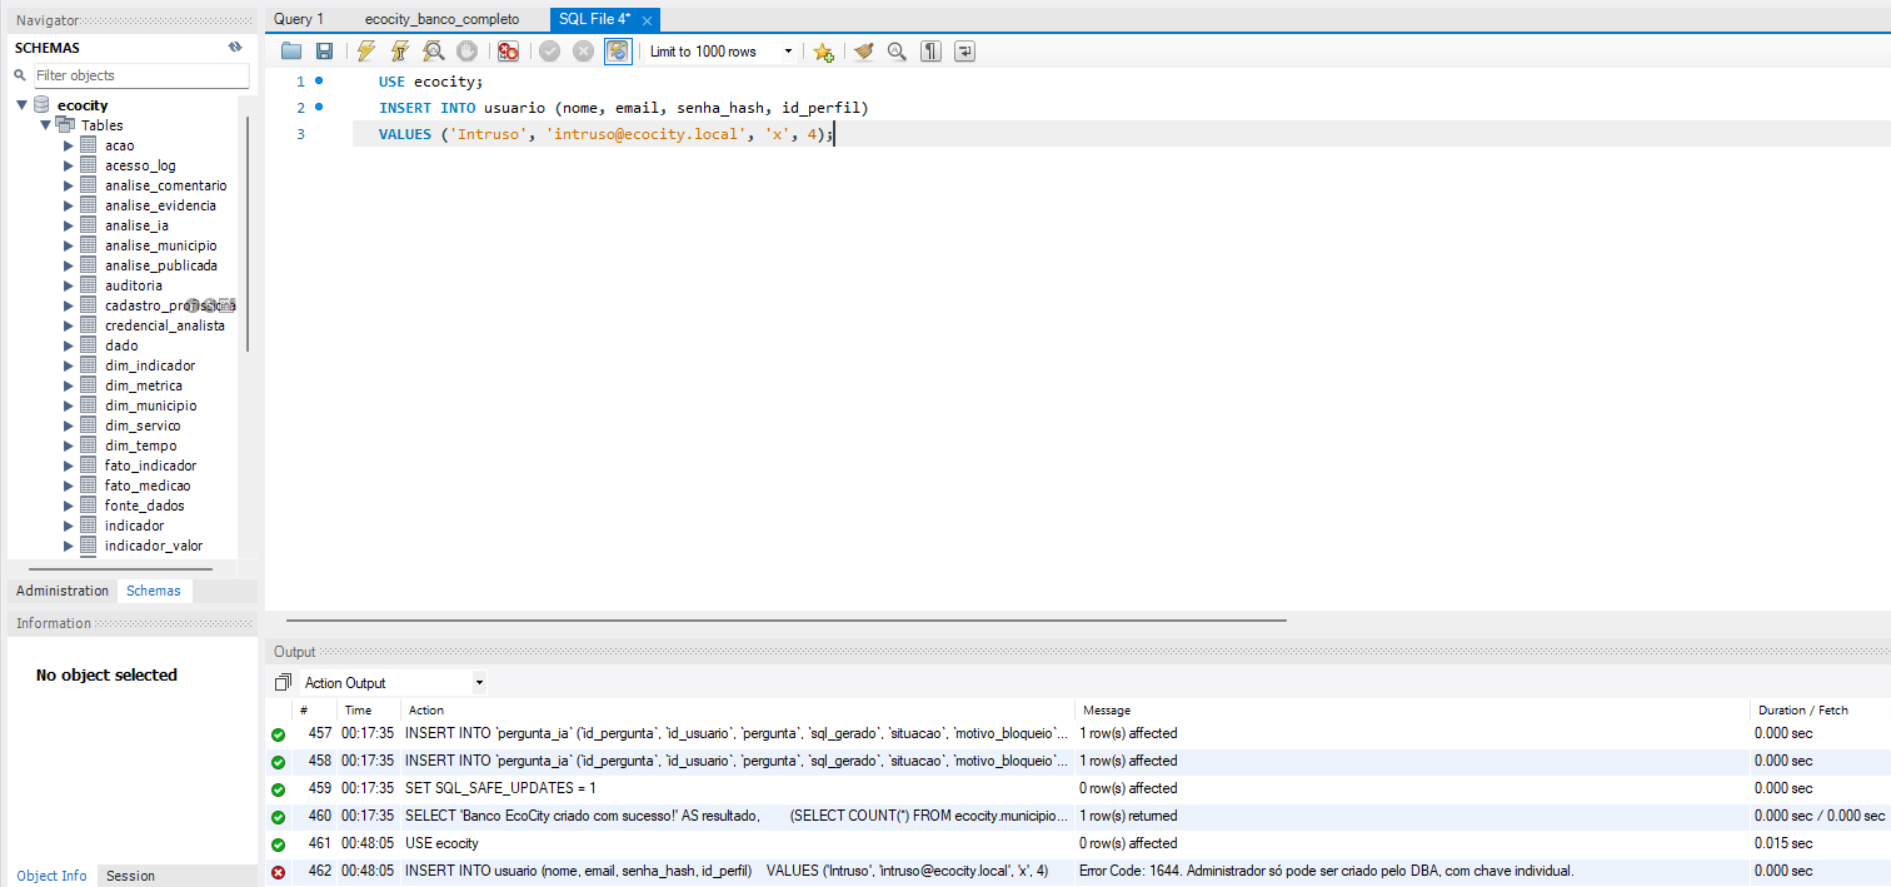 Navigator
SCHEMAS
Filter objects
ecocity
Tables
acao
acesso_log
analise_comentario
analise_evidencia
analise_ia
analise_municipio
analise_publicada
auditoria
credencial_analista
dado
dim_indicador
dim_metrica
dim_municipio
dim_servico
dim_tempo
fato_indicador
fato_medicao
fonte_dados
indicador
indicador_valor
Administration Schemas
Information
No object selected
Object Info Session
Query 1 ecocity_banco_completo SQL File 4*
Limit to 1000 rows
1 USE ecocity;
2 INSERT INTO usuario (nome, email, senha_hash, id_perfil)
3 VALUES ('Intruso', 'intruso@ecocity.local', 'x', 4);
Output
Action Output
# Time Action Message Duration / Fetch
457 00:17:35 INSERT INTO `pergunta_ia` (`id_pergunta`, `id_usuario`, `pergunta`, `sql_gerado`, `situacao`, `motivo_bloqueio`... 1 row(s) affected 0.000 sec
458 00:17:35 INSERT INTO `pergunta_ia` (`id_pergunta`, `id_usuario`, `pergunta`, `sql_gerado`, `situacao`, `motivo_bloqueio`... 1 row(s) affected 0.000 sec
459 00:17:35 SET SQL_SAFE_UPDATES = 1 0 row(s) affected 0.000 sec
460 00:17:35 SELECT 'Banco EcoCity criado com sucesso!' AS resultado, (SELECT COUNT(*) FROM ecocity.municipio... 1 row(s) returned 0.000 sec / 0.000 sec
461 00:48:05 USE ecocity 0 row(s) affected 0.015 sec
462 00:48:05 INSERT INTO usuario (nome, email, senha_hash, id_perfil) VALUES ('Intruso', 'intruso@ecocity.local', 'x', 4) Error Code: 1644. Administrador só pode ser criado pelo DBA, com chave individual. 0.000 sec